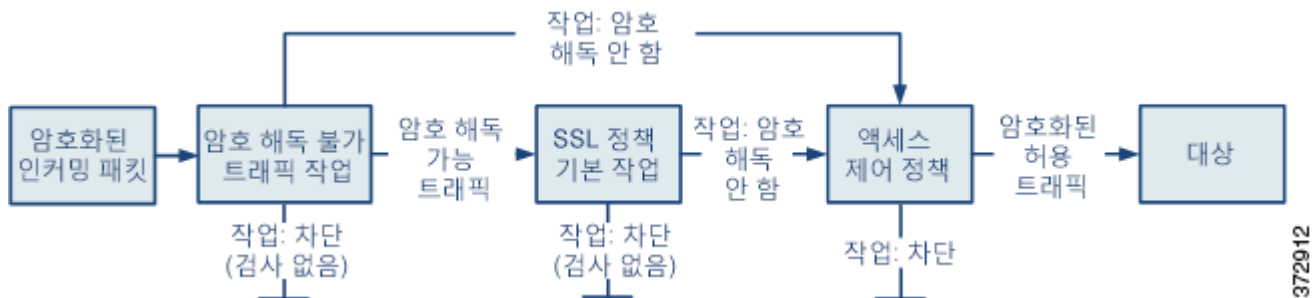 작업: 암호
해독 안 함
암호화된
인커밍 패킷
암호 해독 불가
트래픽 작업
암호 해독
가능
트래픽
SSL 정책
기본 작업
작업: 암호
해독
안 함
액세스
제어 정책
암호화된
허용
트래픽
대상
작업: 차단
(검사 없음)
작업: 차단
(검사 없음)
작업: 차단
372912